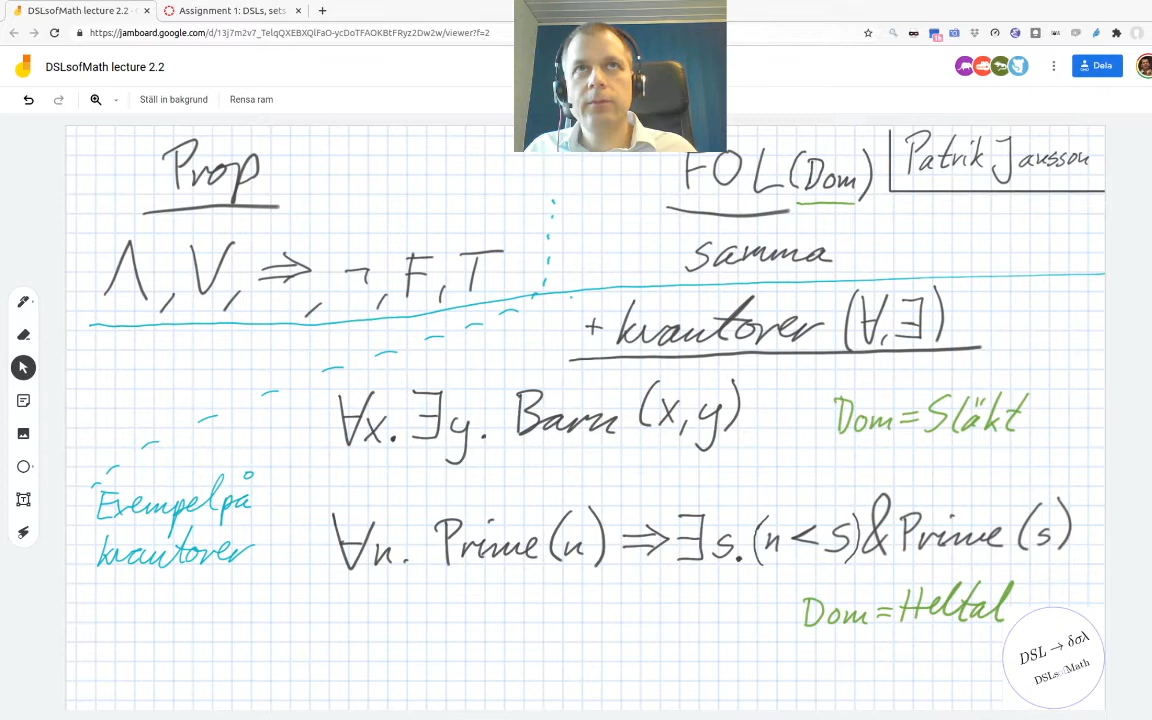 DSLsofMath lecture 2.2 -
Assignment 1: DSLs, sets
https://jamboard.google.com/d/13j7m2v7_TelqQXEBXQlFaO-ycDoTFAOKBtFRyz2Dw2w/viewer?f=2
DSLsofMath lecture 2.2
Dela
Ställ in bakgrund
Rensa ram
Prop
FOL(Dom)
Patrik Jansson
Λ, V, ⇒, ¬, F, T
samma
+ kvantorer (∀,∃)
∀x. ∃y. Barn (x,y)
Dom=Släkt
Exempel på
kvantorer
∀n. Prime(n) ⇒ ∃s.(n<s)&Prime(s)
Dom=Heltal
DSL → δσλ
DSLsofMath